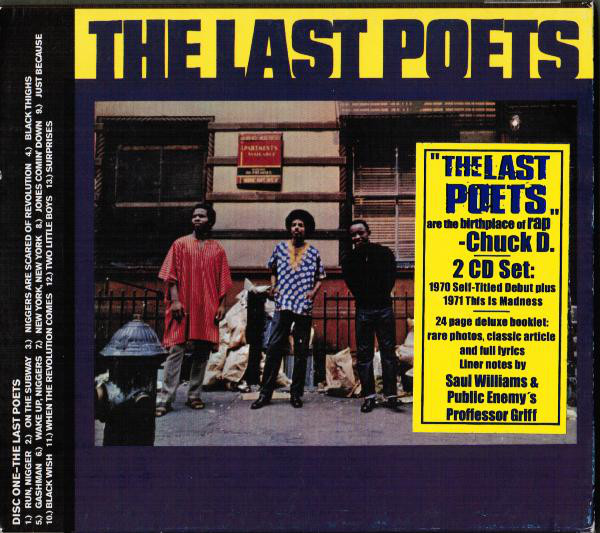 THE LAST POETS
DISC ONE—THE LAST POETS
1.) RUN, NIGGER 2.) ON THE SUBWAY 3.) NIGGERS ARE SCARED OF REVOLUTION 4.) BLACK THIGHS
5.) GASHMAN 6.) WAKE UP, NIGGERS 7.) NEW YORK, NEW YORK 8.) JONES COMIN' DOWN 9.) JUST BECAUSE
10.) BLACK WISH 11.) WHEN THE REVOLUTION COMES 12.) TWO LITTLE BOYS 13.) SURPRISES
APARTMENTS
AVAILABLE
"THE LAST
POETS"
are the birthplace of rap
-Chuck D.
2 CD Set:
1970 Self-Titled Debut plus
1971 This Is Madness
24 page deluxe booklet:
rare photos, classic article
and full lyrics
Liner notes by
Saul Williams &
Public Enemy's
Proffessor Griff